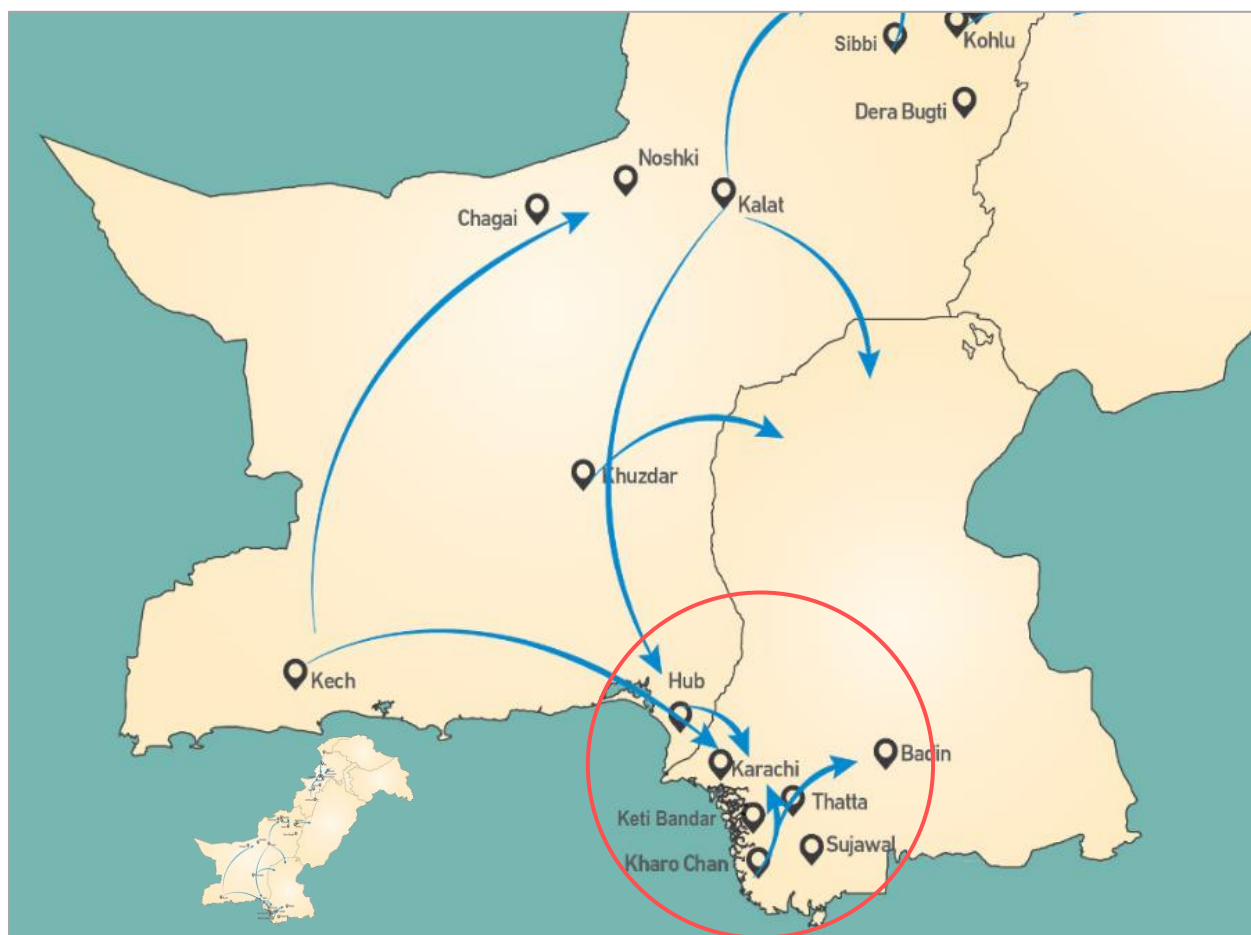 Sibbi
Kohlu
Dera Bugti
Noshki
Chagai
Kalat
Khuzdar
Kech
Hub
Karachi
Badin
Keti Bandar
Thatta
Kharo Chan
Sujawal